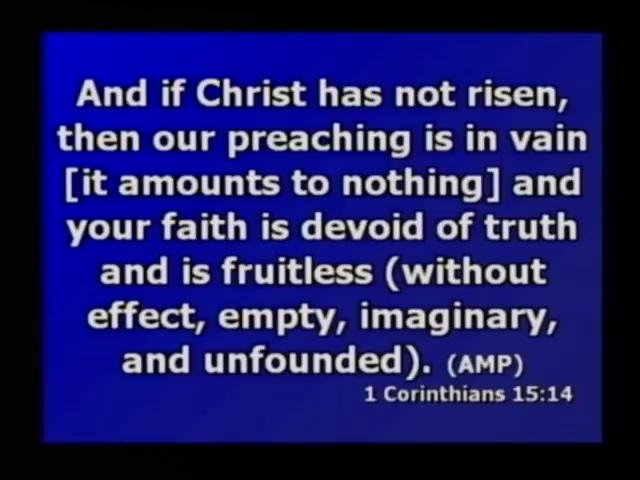 And if Christ has not risen,
then our preaching is in vain
[it amounts to nothing] and
your faith is devoid of truth
and is fruitless (without
effect, empty, imaginary,
and unfounded). (AMP)
1 Corinthians 15:14